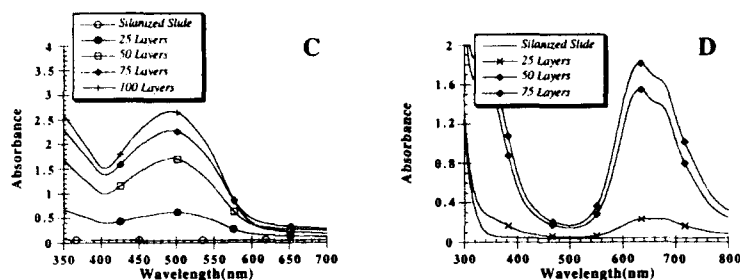 Silanized Slide
25 Layers
50 Layers
75 Layers
100 Layers
C
4
3.5
3
2.5
2
1.5
1
0.5
0
Absorbance
350 400 450 500 550 600 650 700
Wavelength(nm)
Silanized Slide
25 Layers
50 Layers
75 Layers
D
2
1.6
1.2
0.8
0.4
0
Absorbance
300 400 500 600 700 800
Wavelength(nm)